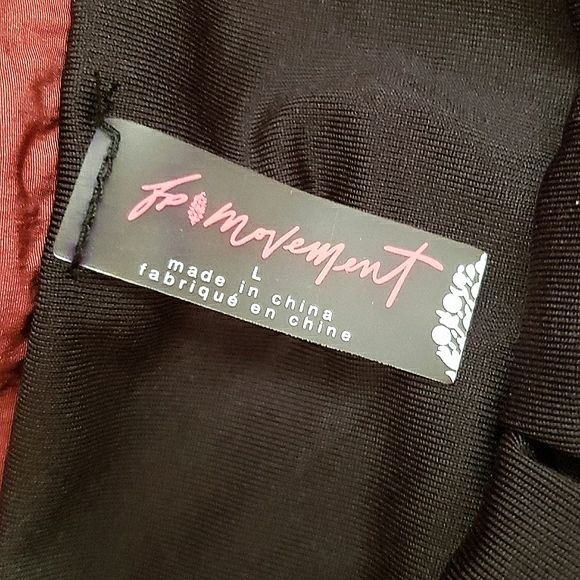 fp movement
L
made in china
fabriqué en chine